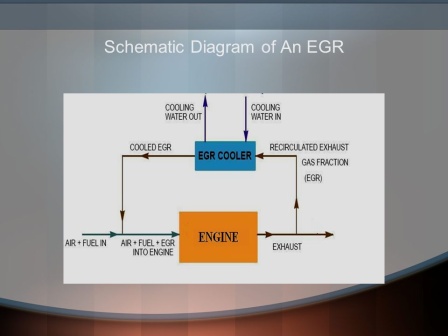 Schematic Diagram of An EGR
COOLING
WATER OUT
COOLING
WATER IN
COOLED EGR
EGR COOLER
RECIRCULATED EXHAUST
GAS FRACTION
(EGR)
AIR + FUEL IN
AIR + FUEL + EGR
INTO ENGINE
ENGINE
EXHAUST